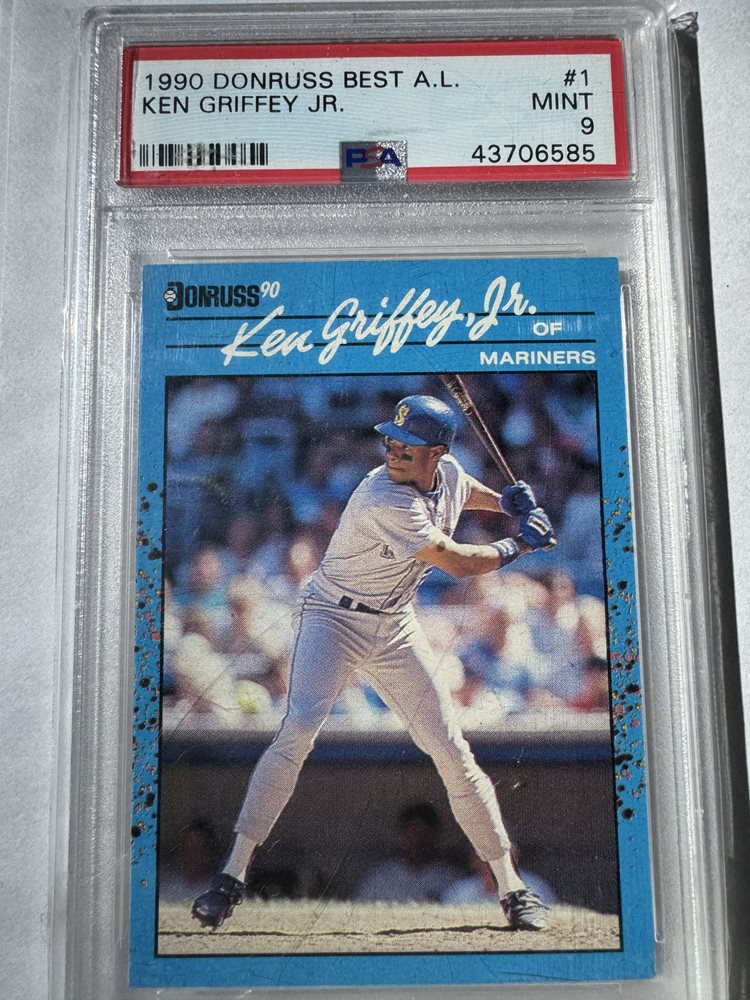 1990 DONRUSS BEST A.L. #1
KEN GRIFFEY JR. MINT
9
PSA 43706585
DONRUSS 90
Ken Griffey, Jr. OF
MARINERS
S